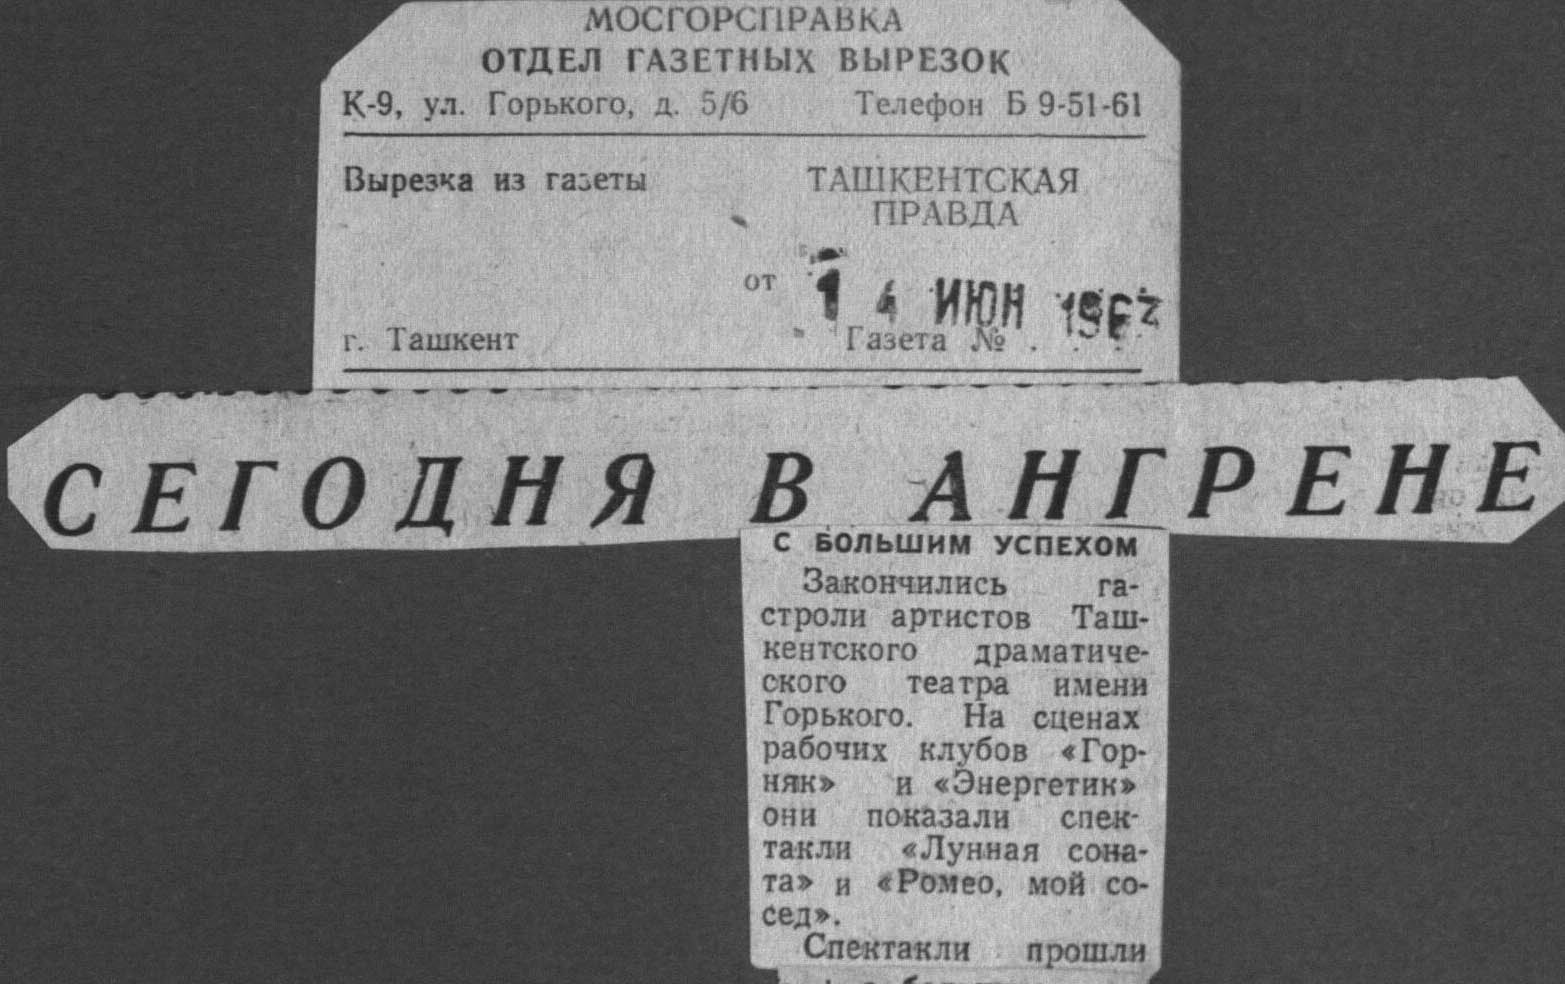 МОСГОРСПРАВКА
ОТДЕЛ ГАЗЕТНЫХ ВЫРЕЗОК
К-9, ул. Горького, д. 5/6 Телефон Б 9-51-61
Вырезка из газеты ТАШКЕНТСКАЯ
ПРАВДА
от 14 ИЮН 1963
г. Ташкент Газета № . . . .
СЕГОДНЯ В АНГРЕНЕ
С БОЛЬШИМ УСПЕХОМ
Закончились га-
строли артистов Таш-
кентского драматиче-
ского театра имени
Горького. На сценах
рабочих клубов «Гор-
няк» и «Энергетик»
они показали спек-
такли «Лунная сона-
та» и «Ромео, мой со-
сед».
Спектакли прошли